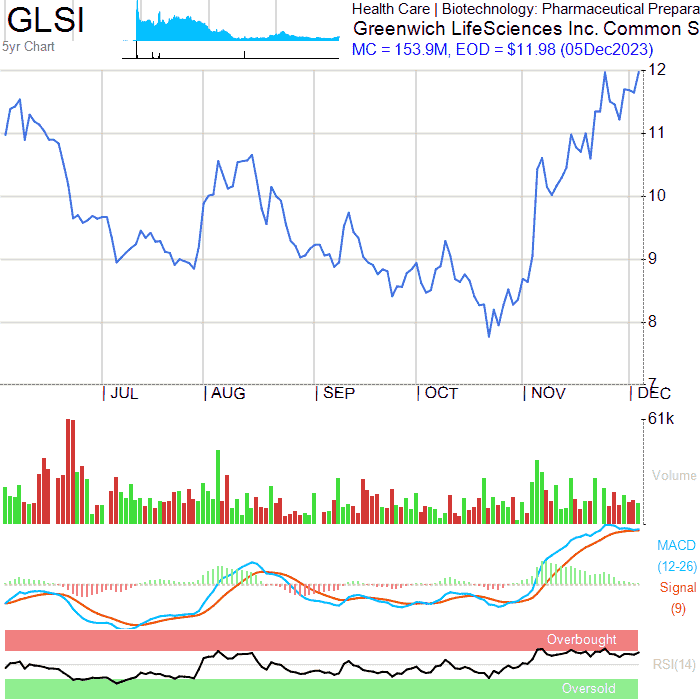 GLSI
5yr Chart
Health Care | Biotechnology: Pharmaceutical Prepara
Greenwich LifeSciences Inc. Common S
MC = 153.9M, EOD = $11.98 (05Dec2023)
12
11
10
9
8
7
JUL AUG SEP OCT NOV DEC
61k
Volume
MACD
(12-26)
Signal
(9)
Overbought
RSI(14)
Oversold